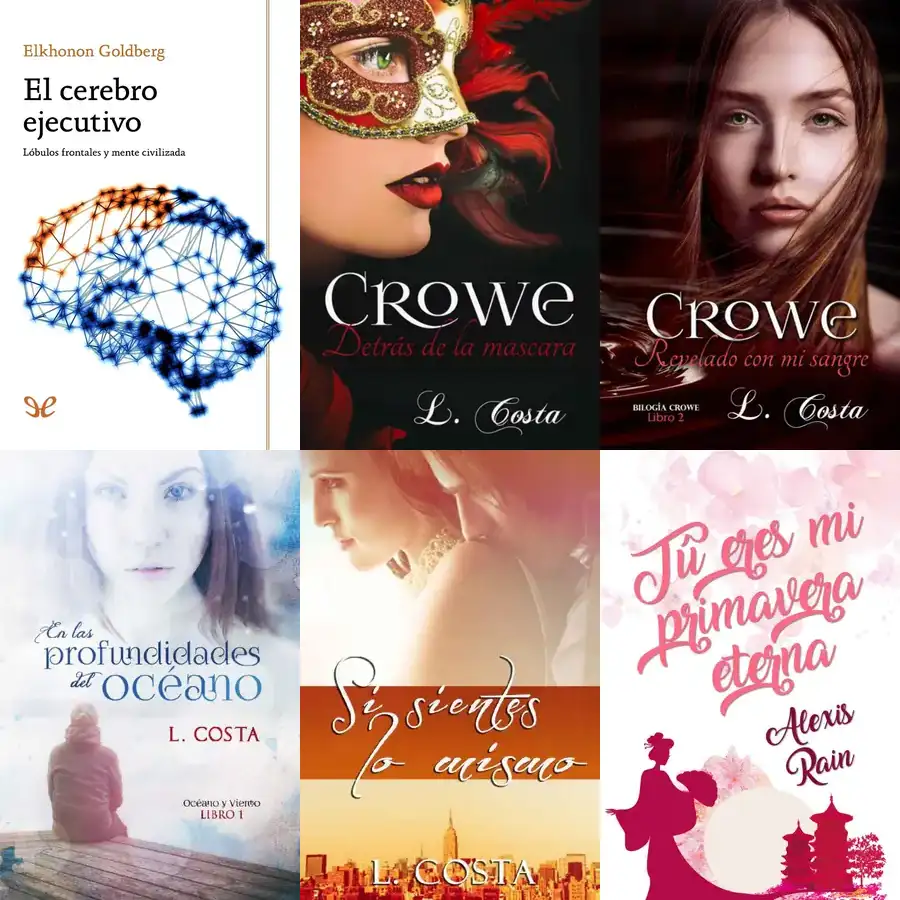 Elkhonon Goldberg
El cerebro
ejecutivo
Lóbulos frontales y mente civilizada
CROWE
Detrás de la mascara
L. Costa
CROWE
Revelado con mi sangre
BILOGÍA CROWE
Libro 2
L. Costa
En las
profundidades
del océano
L. COSTA
Océano y Viento
LIBRO 1
Si sientes
lo mismo
L. COSTA
Tú eres mi
primavera
eterna
Alexis
Rain